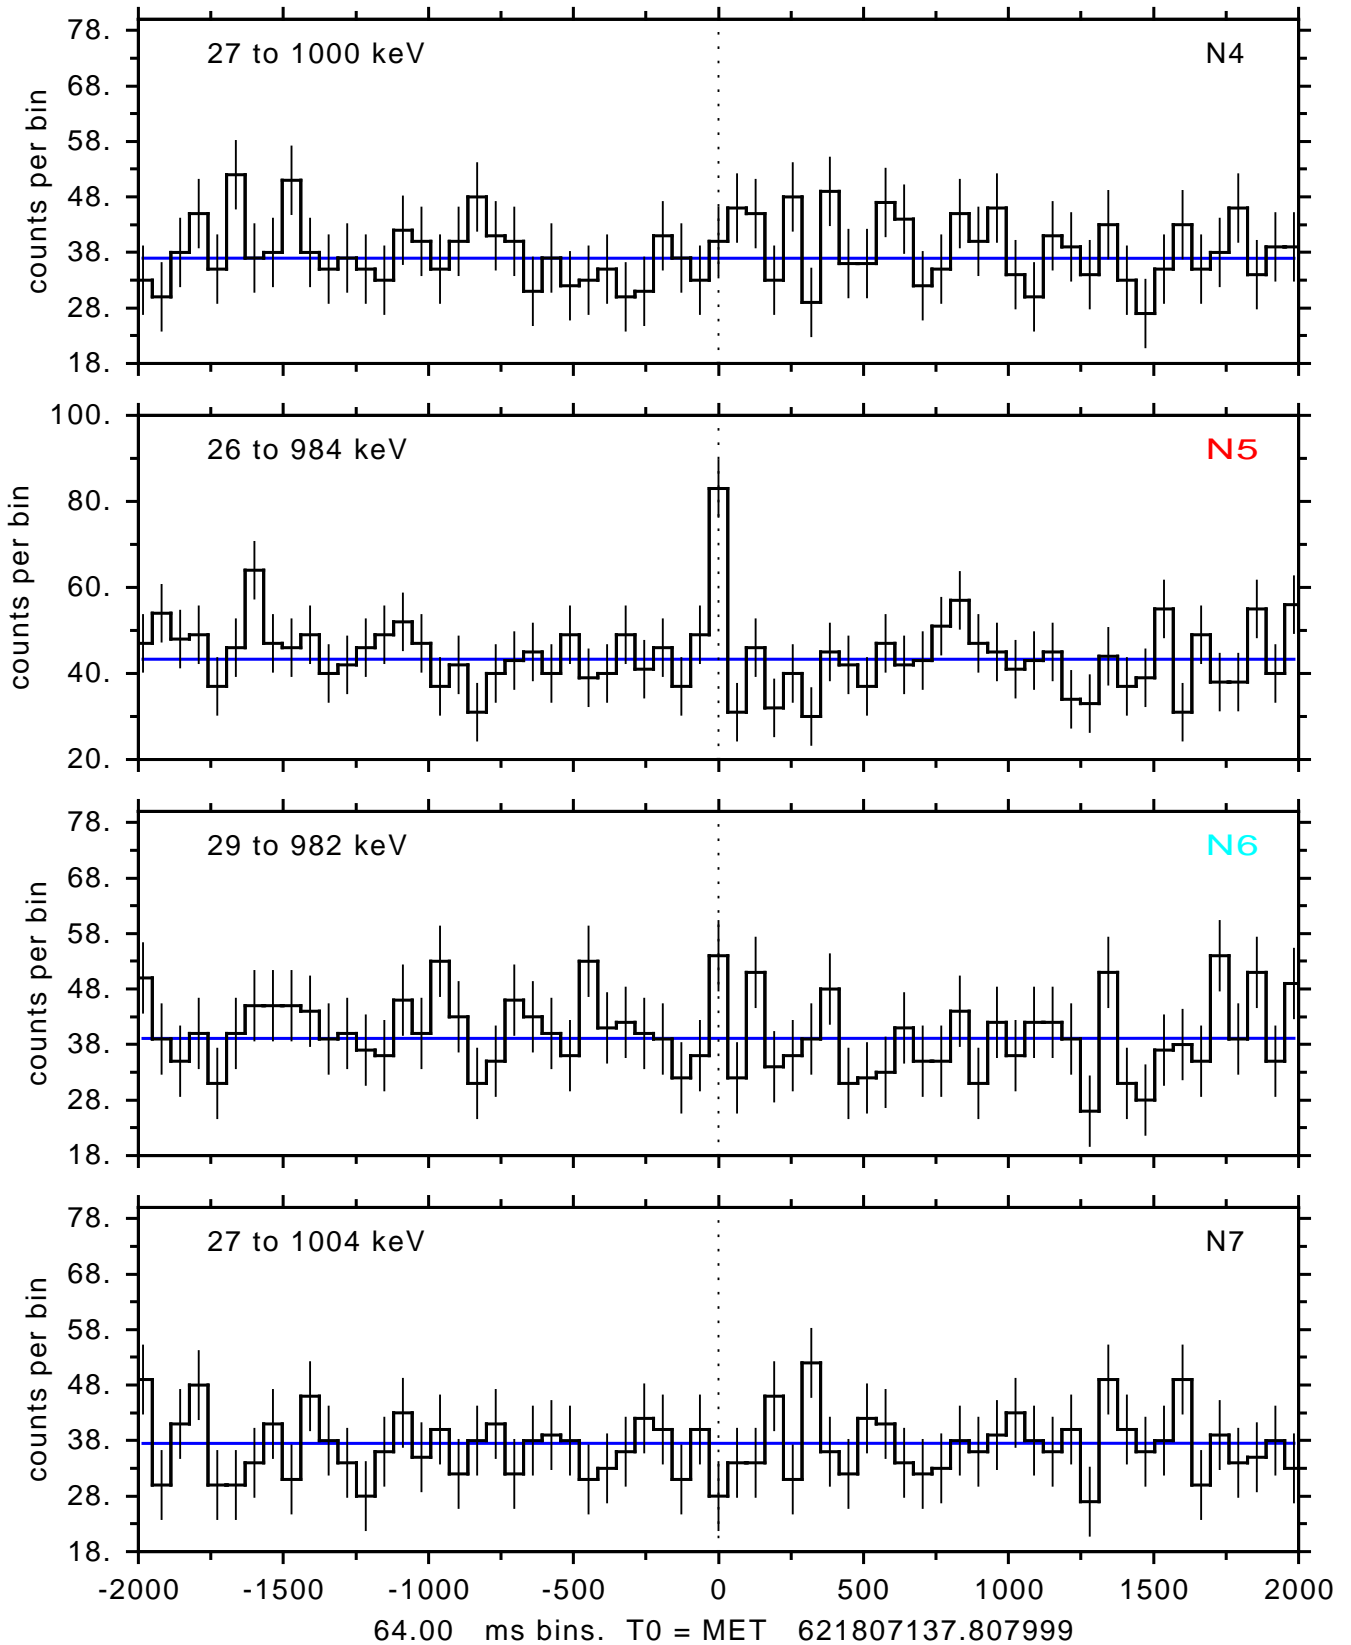 78.
27 to 1000 keV N4
68.
58.
48.
38.
28.
18.
counts per bin
100.
26 to 984 keV N5
80.
60.
40.
20.
counts per bin
78.
29 to 982 keV N6
68.
58.
48.
38.
28.
18.
counts per bin
78.
27 to 1004 keV N7
68.
58.
48.
38.
28.
18.
counts per bin
-2000 -1500 -1000 -500 0 500 1000 1500 2000
64.00 ms bins. T0 = MET 621807137.807999